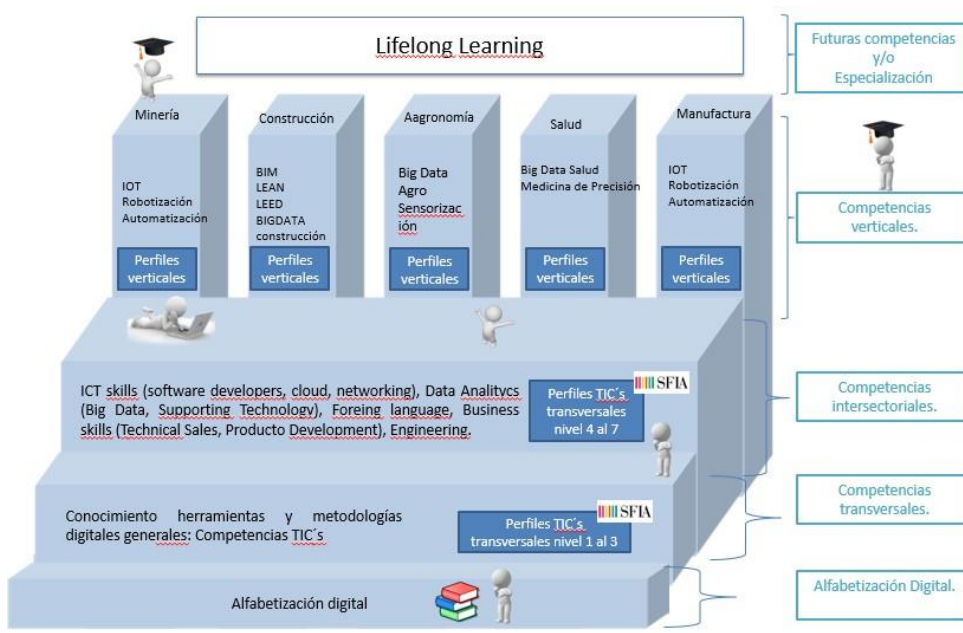 Lifelong Learning
Futuras competencias
y/o
Especialización
Minería
Construcción
Aagronomía
Salud
Manufactura
IOT
Robotización
Automatización
BIM
LEAN
LEED
BIGDATA
construcción
Big Data
Agro
Sensorizac
ión
Big Data Salud
Medicina de Precisión
IOT
Robotización
Automatización
Competencias
verticales.
Perfiles
verticales
Perfiles
verticales
Perfiles
verticales
Perfiles
verticales
Perfiles
verticales
ICT skills (software developers, cloud, networking), Data Analitycs
(Big Data, Supporting Technology), Foreing language, Business
skills (Technical Sales, Producto Development), Engineering.
SFIA
Perfiles TIC´s
transversales
nivel 4 al 7
Competencias
intersectoriales.
Conocimiento herramientas y metodologías
digitales generales: Competencias TIC´s
SFIA
Perfiles TIC´s
transversales nivel 1 al 3
Competencias
transversales.
Alfabetización digital
Alfabetización Digital.